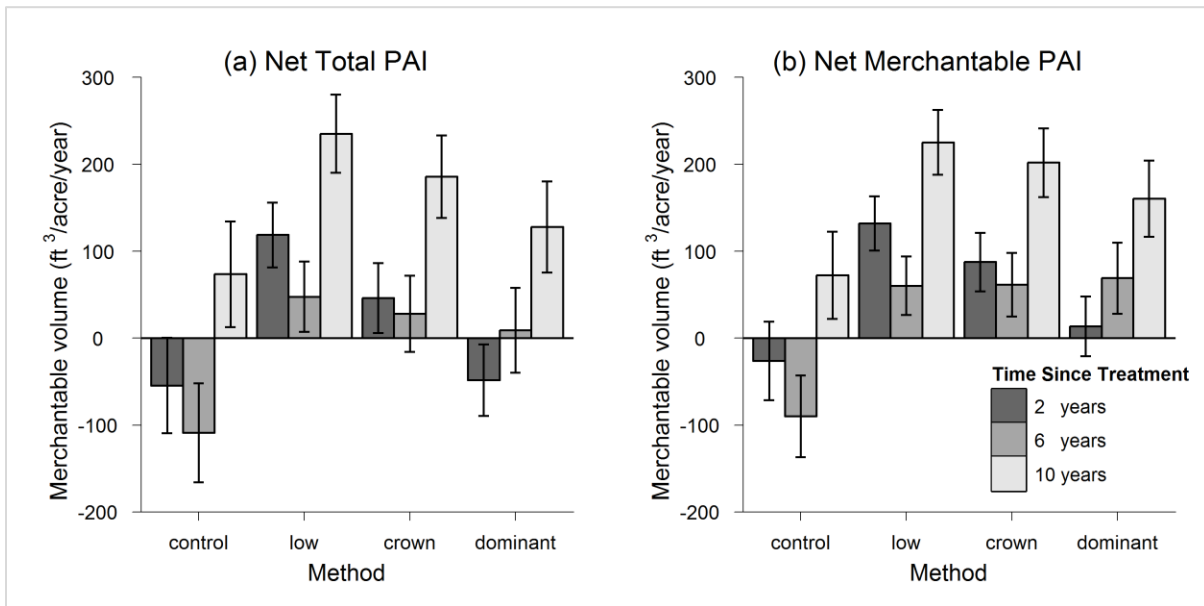 (a) Net Total PAI
Merchantable volume (ft ³/acre/year)
300
200
100
0
-100
-200
control low crown dominant
Method
(b) Net Merchantable PAI
Merchantable volume (ft ³/acre/year)
300
200
100
0
-100
-200
control low crown dominant
Method
Time Since Treatment
2 years
6 years
10 years